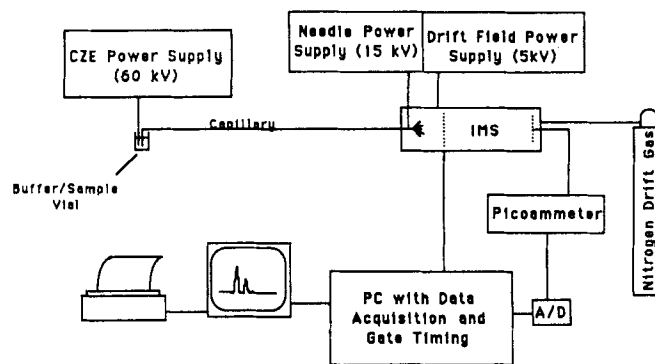 CZE Power Supply
(60 kV)
Needle Power
Supply (15 kV)
Drift Field Power
Supply (5kV)
Capillary
IMS
Buffer/Sample
Vial
Picoammeter
Nitrogen Drift Gas
PC with Data
Acquisition and
Gate Timing
A/D